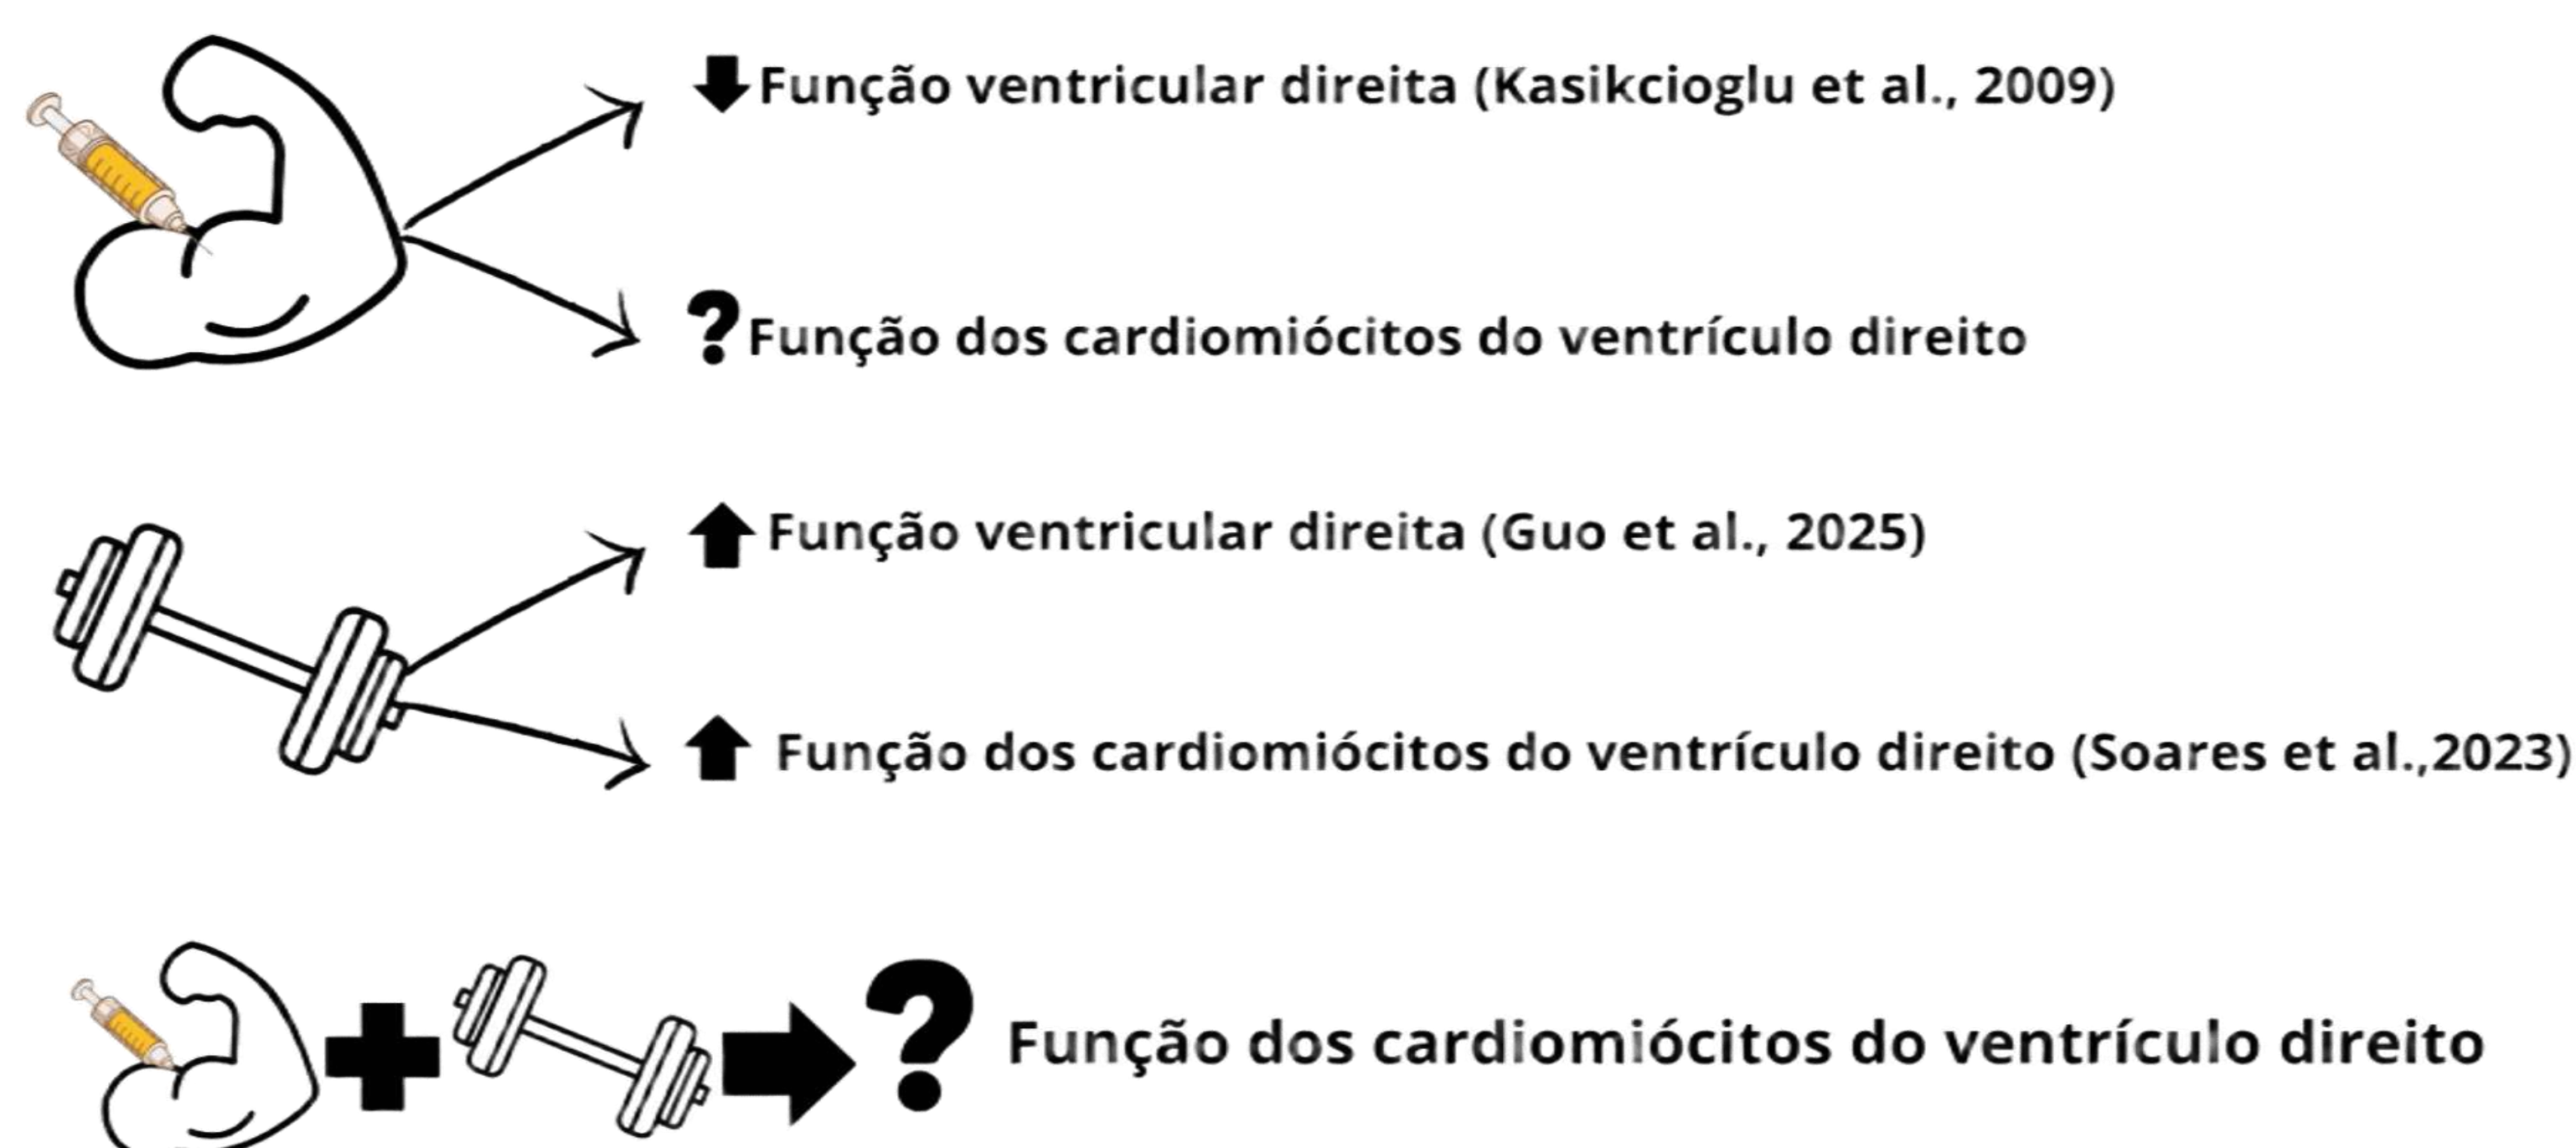 Função ventricular direita (Kasikcioglu et al., 2009)
? Função dos cardiomiócitos do ventrículo direito
Função ventricular direita (Guo et al., 2025)
Função dos cardiomiócitos do ventrículo direito (Soares et al.,2023)
? Função dos cardiomiócitos do ventrículo direito